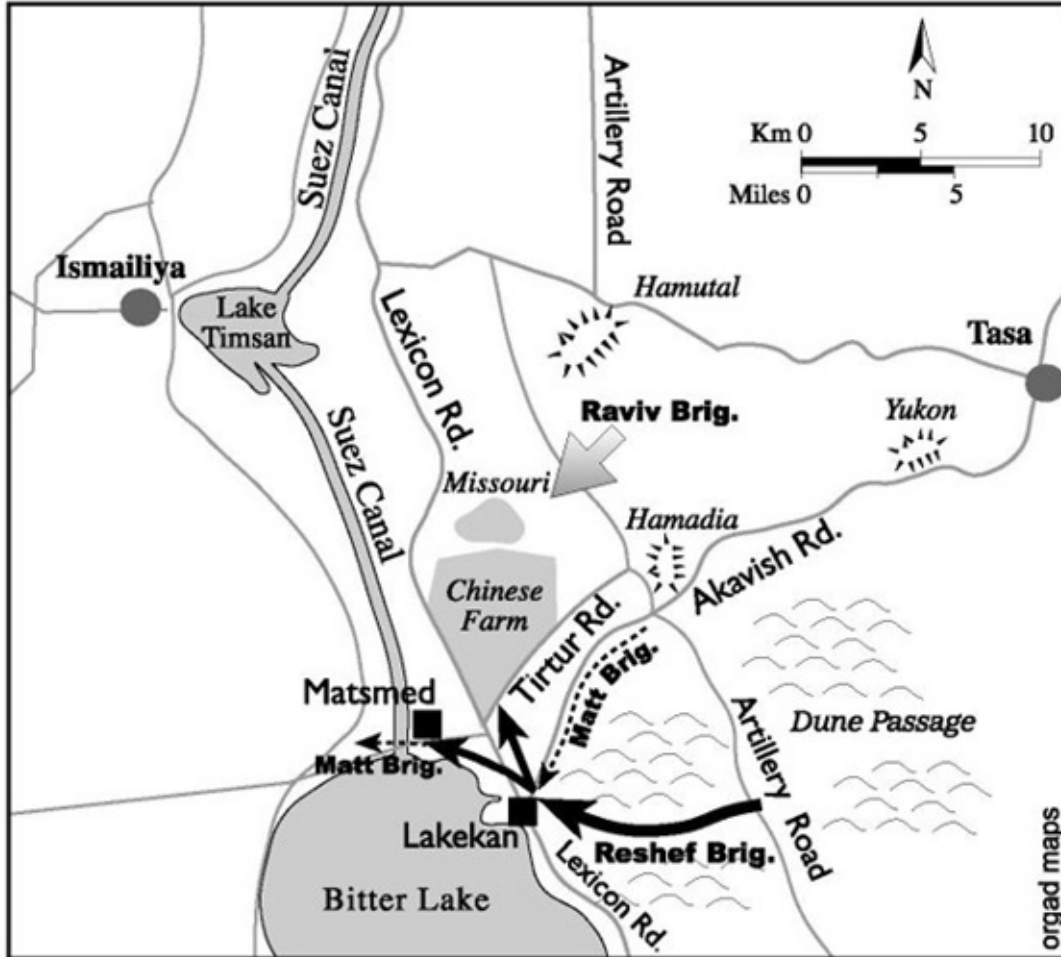 Suez Canal
Artillery Road
N
Km 0 5 10
Miles 0 5
Ismailiya
Lake
Timsan
Lexicon Rd.
Hamutal
Tasa
Raviv Brig.
Yukon
Suez Canal
Missouri
Hamadia
Akavish Rd.
Chinese
Farm
Tirtur Rd.
Matt Brig.
Matsmed
Matt Brig.
Dune Passage
Artillery Road
Lakekan
Reshef Brig.
Lexicon Rd.
Bitter Lake
orgad maps